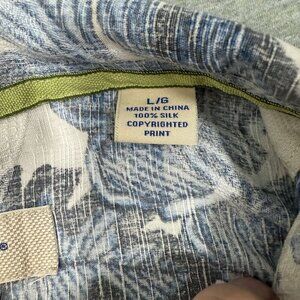 L/G
MADE IN CHINA
100% SILK
COPYRIGHTED
PRINT
®